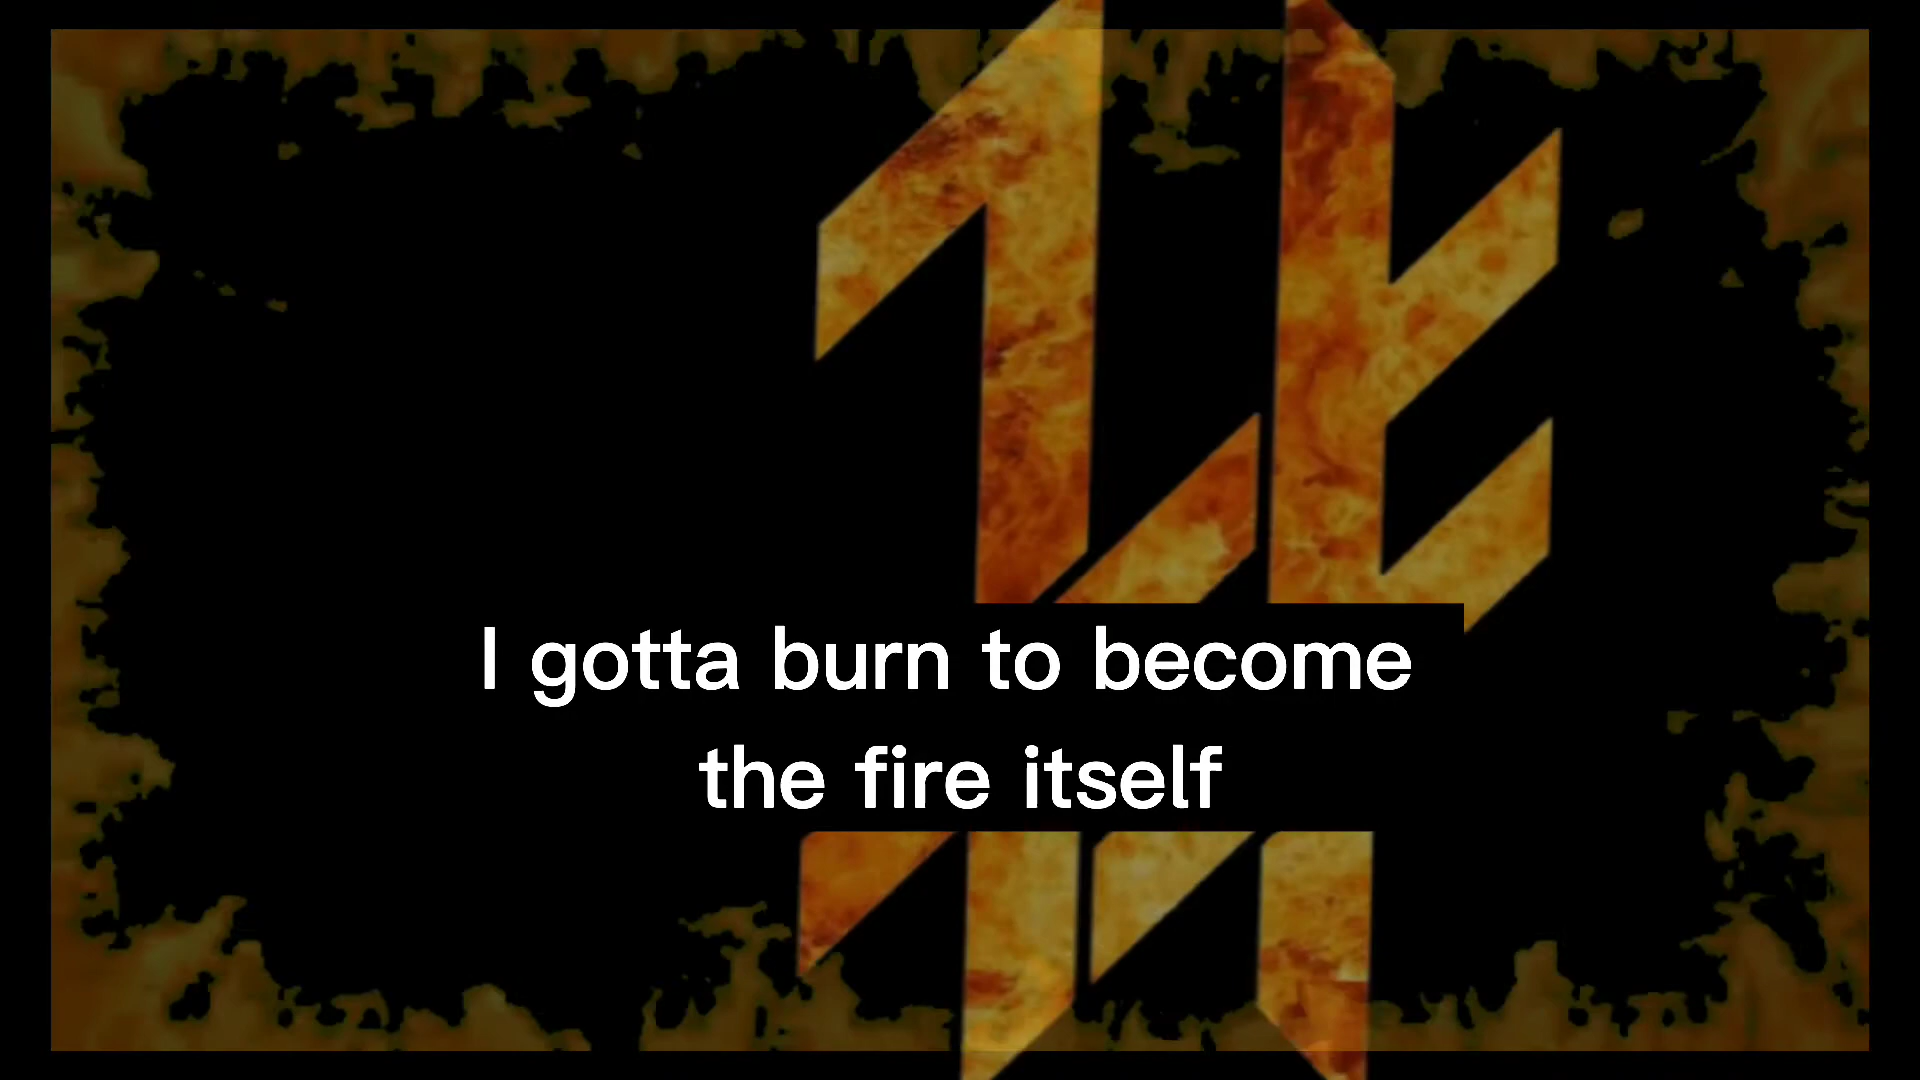 I gotta burn to become
the fire itself